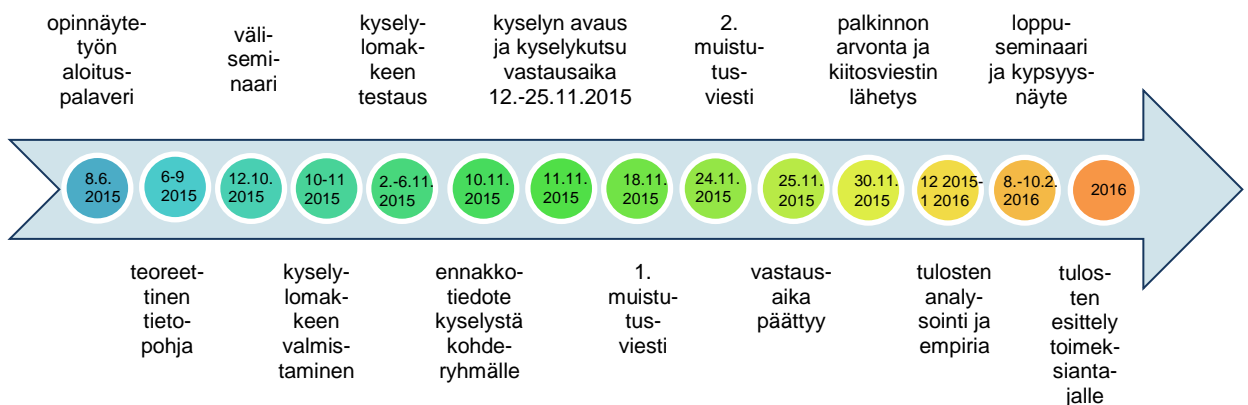 opinnäyte-
työn
aloitus-
palaveri
väli-
semi-
naari
kysely-
lomak-
keen
testaus
kyselyn avaus
ja kyselykutsu
vastausaika
12.-25.11.2015
2.
muistu-
tus-
viesti
palkinnon
arvonta ja
kiitosviestin
lähetys
loppu-
seminaari
ja kypsyys-
näyte
8.6.
2015
6-9
2015
12.10.
2015
10-11
2015
2.-6.11.
2015
10.11.
2015
11.11.
2015
18.11.
2015
24.11.
2015
25.11.
2015
30.11.
2015
12 2015-
1 2016
8.-10.2.
2016
2016
teoreet-
tinen
tieto-
pohja
kysely-
lomak-
keen
valmis-
taminen
ennakko-
tiedote
kyselystä
kohde-
ryhmälle
1.
muistu-
tus-
viesti
vastaus-
aika
päättyy
tulosten
analy-
sointi ja
empiria
tulos-
ten
esittely
toimek-
sianta-
jalle